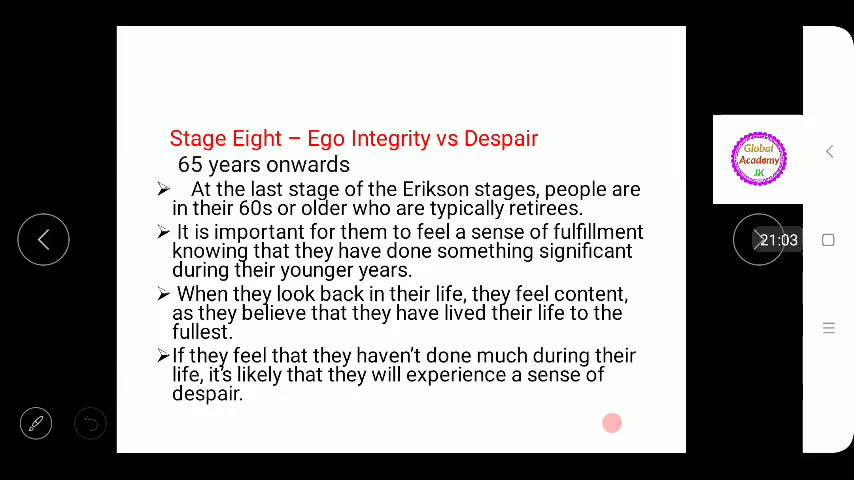 Stage Eight – Ego Integrity vs Despair
65 years onwards
➢ At the last stage of the Erikson stages, people are
in their 60s or older who are typically retirees.
➢ It is important for them to feel a sense of fulfillment
knowing that they have done something significant
during their younger years.
➢ When they look back in their life, they feel content,
as they believe that they have lived their life to the
fullest.
➢If they feel that they haven't done much during their
life, it's likely that they will experience a sense of
despair.
Global
Academy
JK
21:03